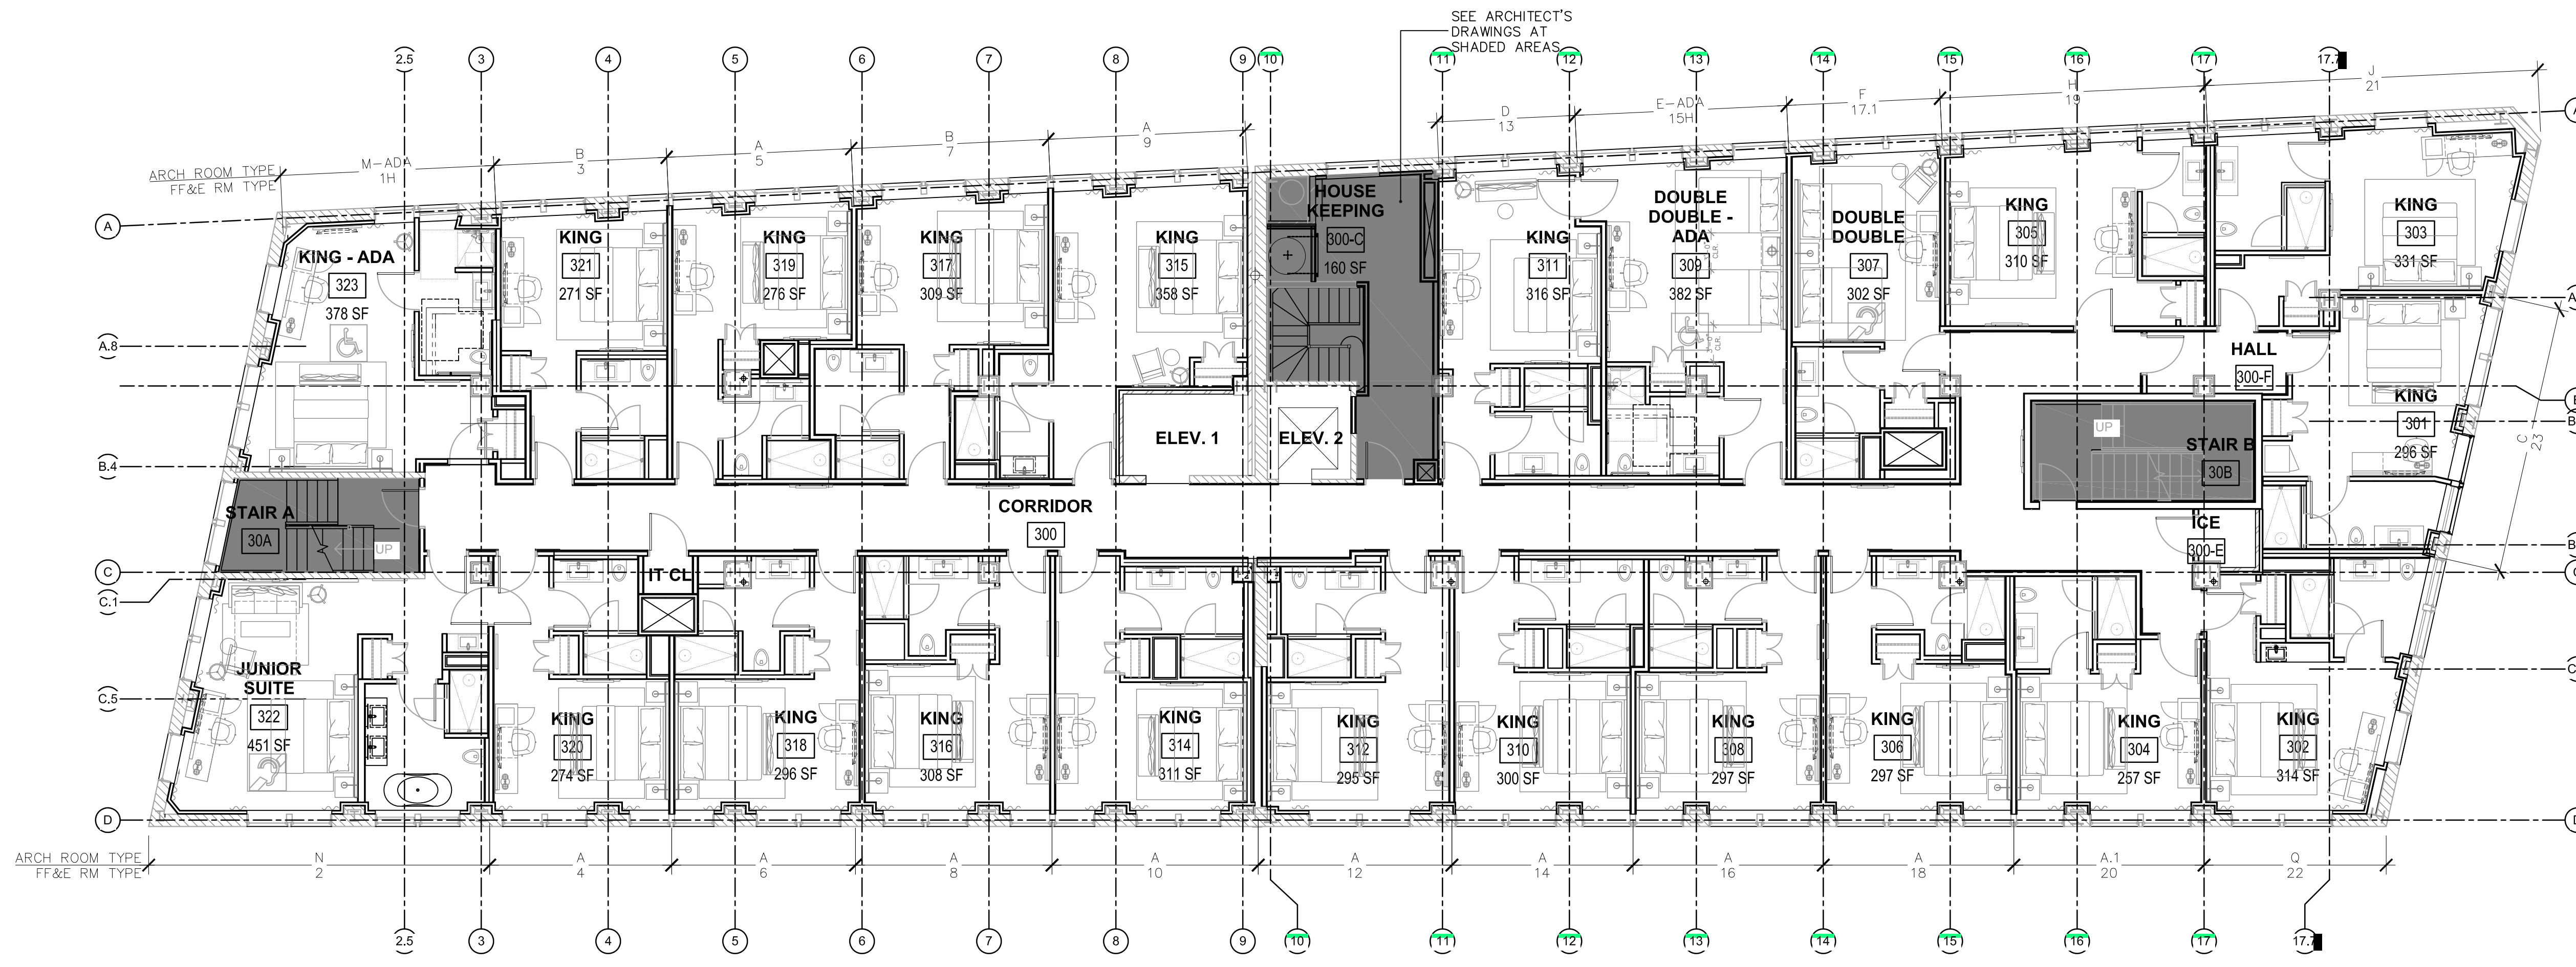 SEE ARCHITECT'S
DRAWINGS AT
SHADED AREAS
2.5
3
4
5
6
7
8
9
10
11
12
13
14
15
16
17
17.7
ARCH ROOM TYPE
FF&E RM TYPE
M-ADA
1H
B
3
A
5
B
7
A
9
D
13
E-ADA
15H
F
17.1
H
19
J
21
A
A.8
B.4
C
C.1
C.5
D
KING - ADA
323
378 SF
KING
321
271 SF
KING
319
276 SF
KING
317
309 SF
KING
315
358 SF
HOUSE
KEEPING
300-C
160 SF
KING
311
316 SF
DOUBLE
DOUBLE -
ADA
309
382 SF
CLR.
CLR.
DOUBLE
DOUBLE
307
302 SF
KING
305
310 SF
KING
303
331 SF
HALL
300-F
KING
301
296 SF
C
23
ELEV. 1
ELEV. 2
UP
STAIR B
30B
STAIR A
30A
UP
CORRIDOR
300
ICE
300-E
IT CL
JUNIOR
SUITE
322
451 SF
KING
320
274 SF
KING
318
296 SF
KING
316
308 SF
KING
314
311 SF
KING
312
295 SF
KING
310
300 SF
KING
308
297 SF
KING
306
297 SF
KING
304
257 SF
KING
302
314 SF
ARCH ROOM TYPE
FF&E RM TYPE
N
2
A
4
A
6
A
8
A
10
A
12
A
14
A
16
A
18
A.1
20
Q
22
2.5
3
4
5
6
7
8
9
10
11
12
13
14
15
16
17
17.7